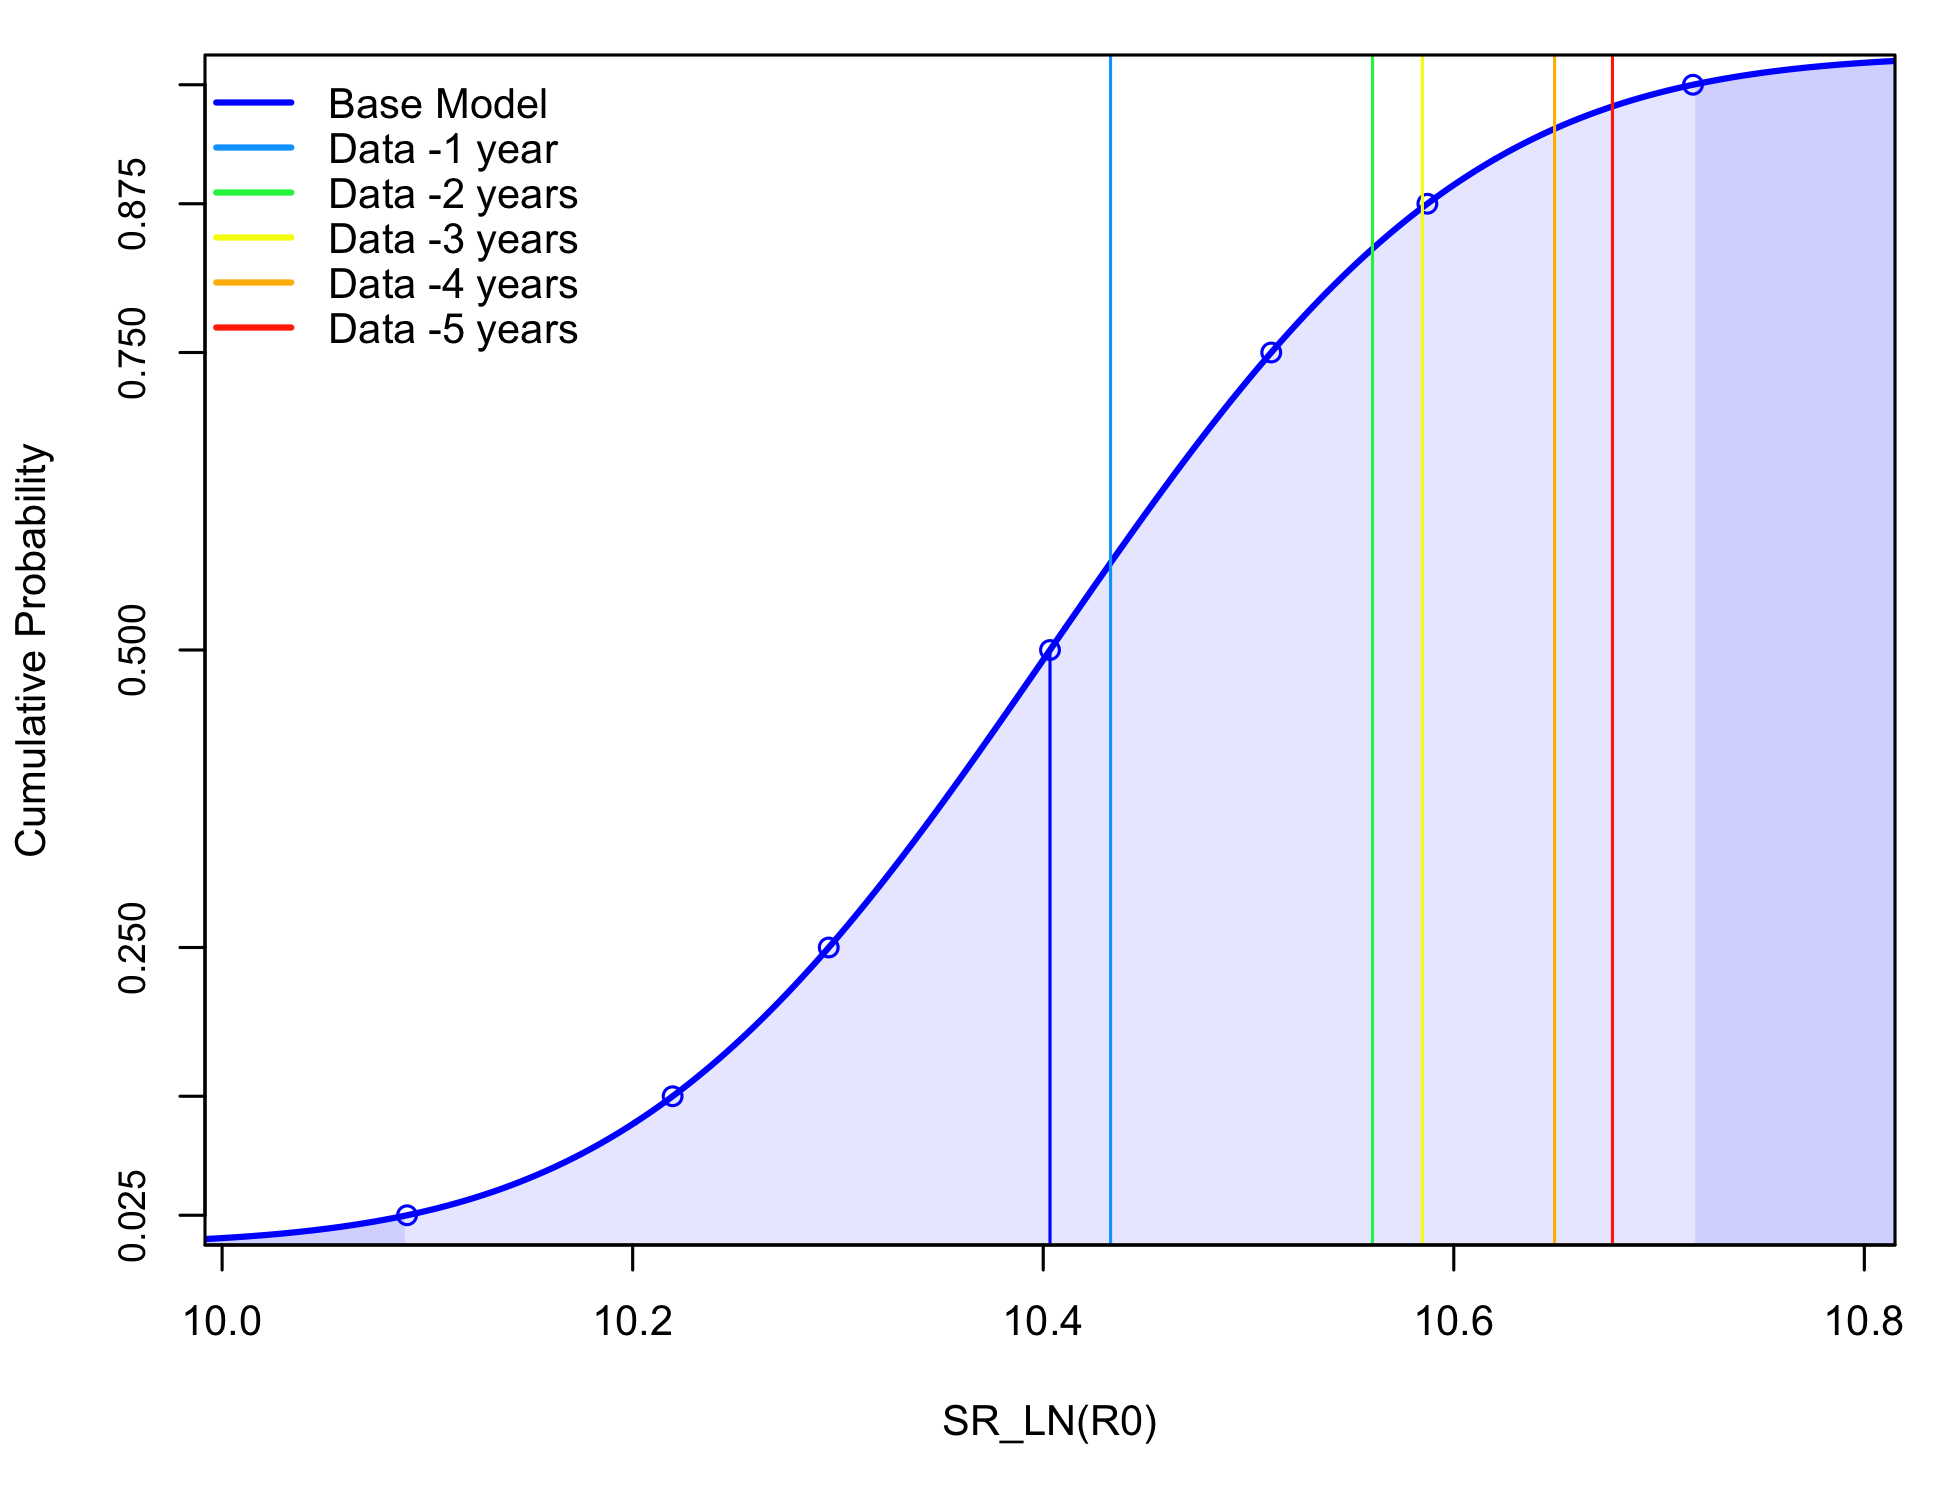 Base Model
Data -1 year
Data -2 years
Data -3 years
Data -4 years
Data -5 years
Cumulative Probability
0.875
0.750
0.500
0.250
0.025
10.0 10.2 10.4 10.6 10.8
SR_LN(R0)